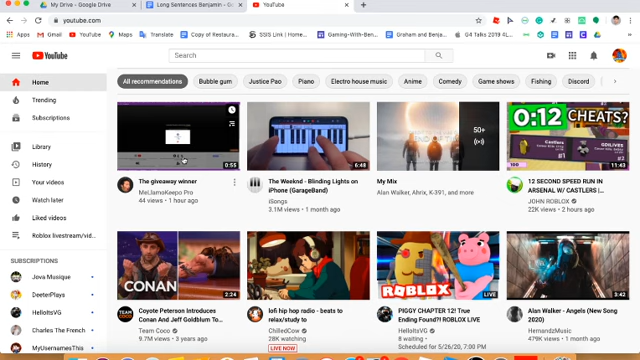 My Drive - Google Drive
Long Sentences Benjamin - G
YouTube
youtube.com
Apps
Gmail
YouTube
Maps
Translate
Copy of Restaurant
SSIS Link - Home
Gaming-With-Ben
Graham and Benja
G4 Talks 2019 4L
YouTube
Search
Home
Trending
Subscriptions
Library
History
Your videos
Watch later
Liked videos
Roblox livestream/vid...
SUBSCRIPTIONS
Jova Musique
DeeterPlays
HelloItsVG
Charles The French
MyUsernamesThis
All recommendations
Bubble gum
Justice Pao
Piano
Electro house music
Anime
Comedy
Game shows
Fishing
Discord
0:55
The giveaway winner
MeLlamoKeepo Pro
44 views • 1 hour ago
6:48
The Weeknd - Blinding Lights on
iPhone (GarageBand)
iSongs
3.1M views • 1 month ago
50+
My Mix
Alan Walker, Ahrix, K-391, and more
0:12 CHEATS?
11:43
12 SECOND SPEED RUN IN
ARSENAL W/ CASTLERS |...
JOHN ROBLOX
22K views • 2 hours ago
CONAN
2:24
Coyote Peterson Introduces
Conan And Jeff Goldblum To...
Team Coco
9.7M views • 3 years ago
lofi hip hop radio - beats to
relax/study to
ChilledCow
28K watching
LIVE NOW
ROBLOX
LIVE
PIGGY CHAPTER 12! True
Ending Found?! ROBLOX LIVE
HelloItsVG
8 waiting
Scheduled for 5/26/20, 7:00 PM
3:42
Alan Walker - Angels (New Song
2020)
HernandzMusic
479K views • 1 month ago